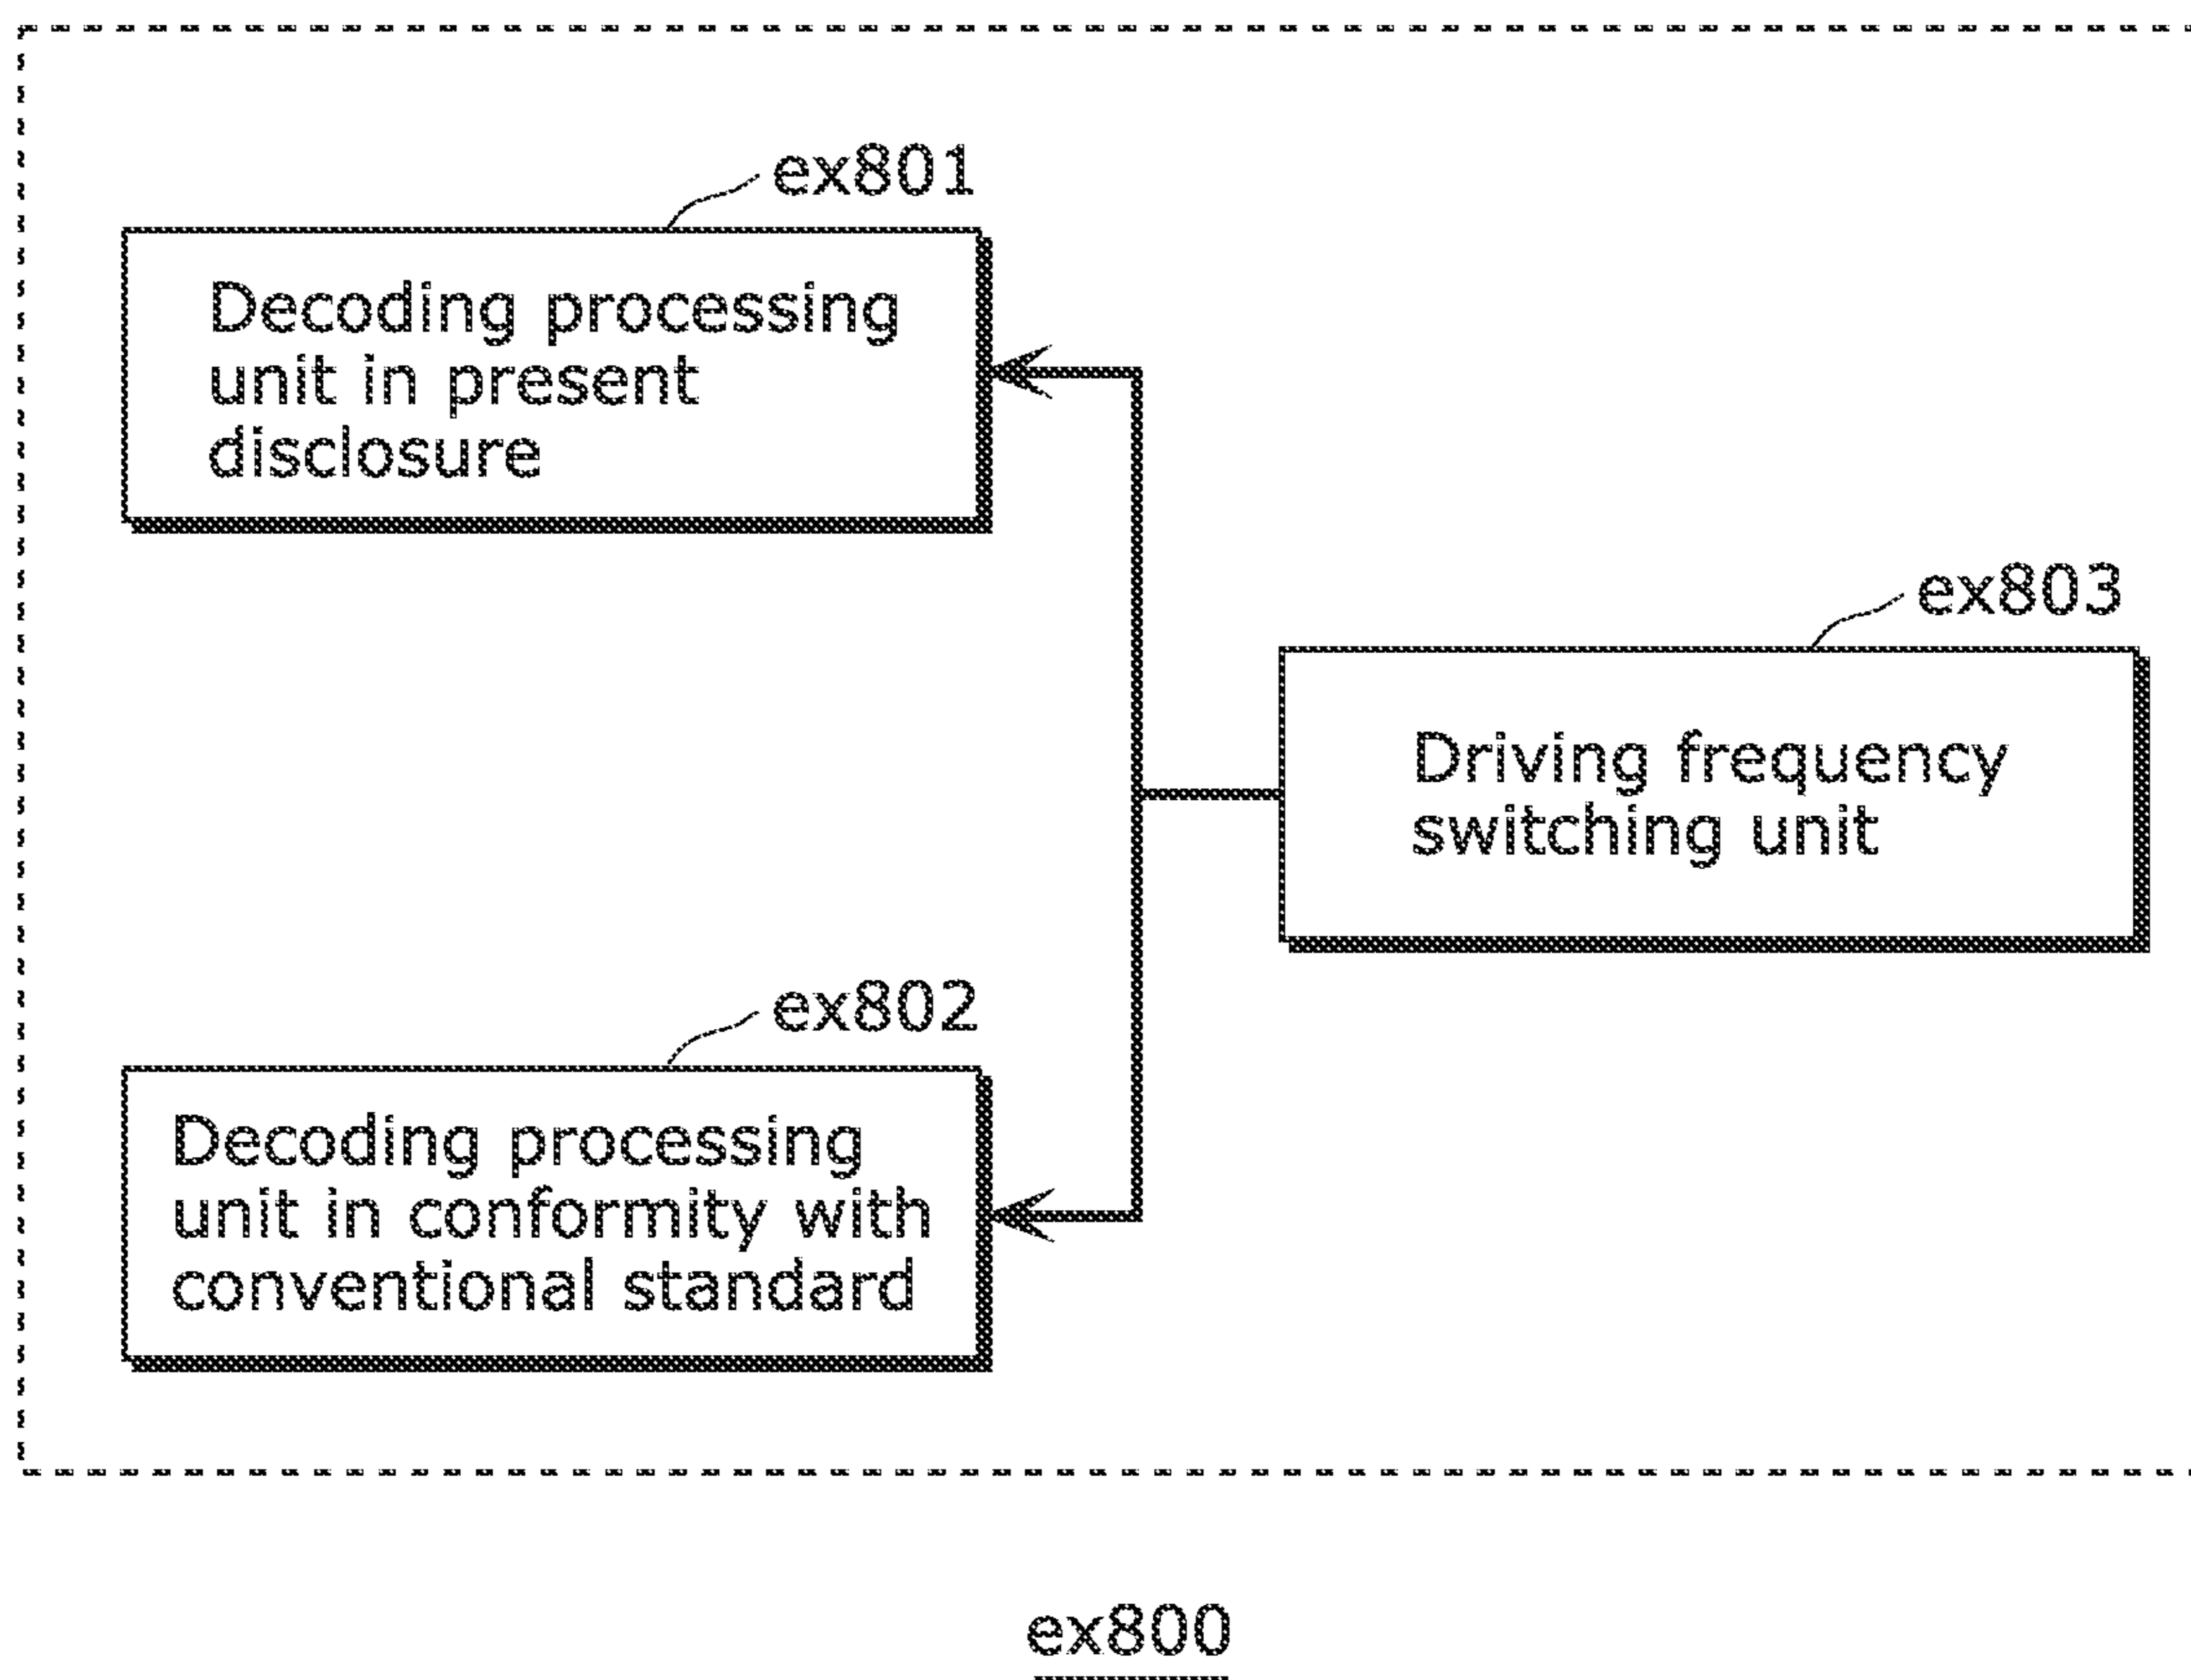 ex801
Decoding processing
unit in present
disclosure
ex803
Driving frequency
switching unit
ex802
Decoding processing
unit in conformity with
conventional standard
ex800